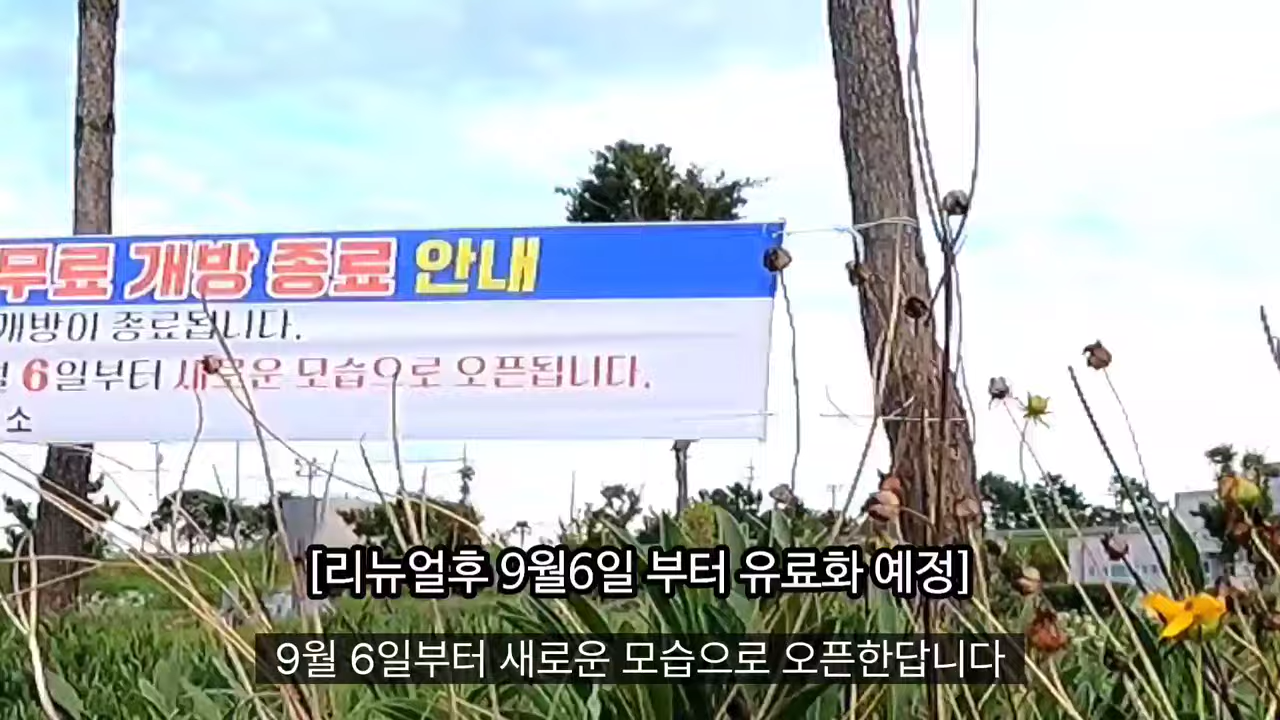 무료 개방 종료 안내
개방이 종료됩니다.
6일부터 새로운 모습으로 오픈됩니다.
소
[리뉴얼후 9월6일 부터 유료화 예정]
9월 6일부터 새로운 모습으로 오픈한답니다